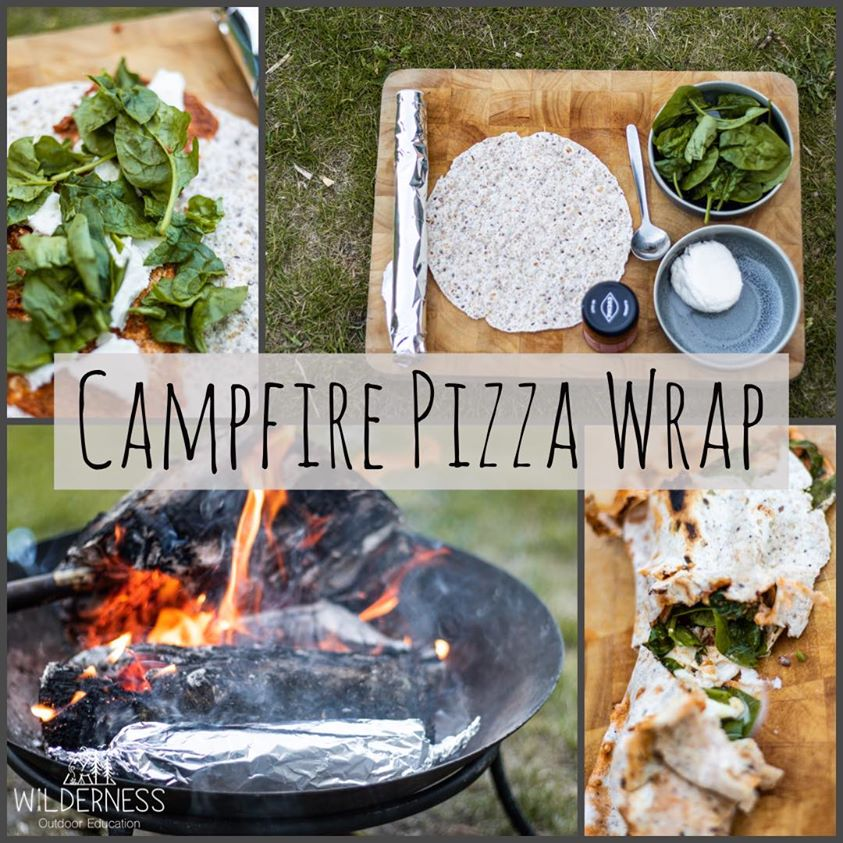 CAMPFIRE PIZZA WRAP
WILDERNESS
Outdoor Education